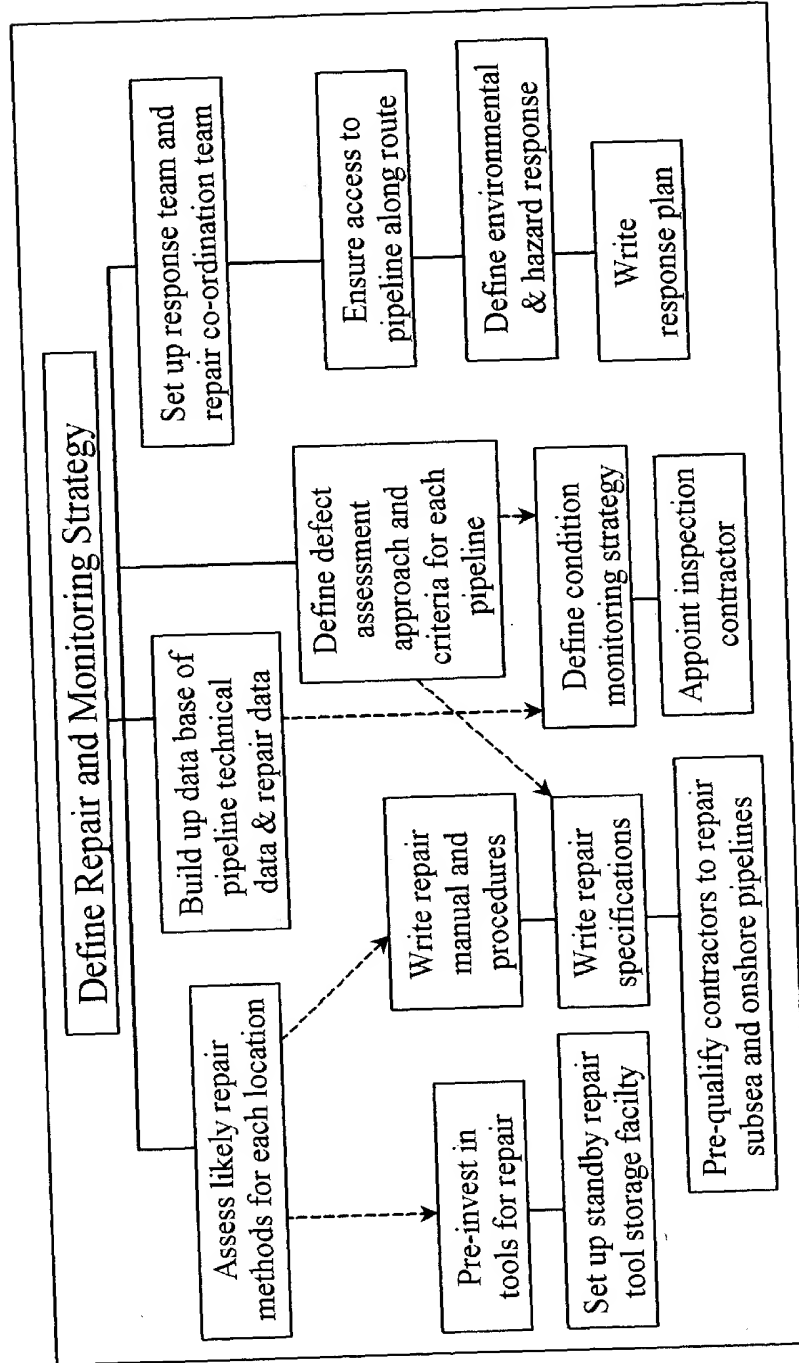 Define Repair and Monitoring Strategy
Assess likely repair
methods for each location
Build up data base of
pipeline technical
data & repair data
Define defect
assessment
approach and
criteria for each
pipeline
Set up response team and
repair co-ordination team
Pre-invest in
tools for repair
Set up standby repair
tool storage facilty
Write repair
manual and
procedures
Write repair
specifications
Pre-qualify contractors to repair
subsea and onshore pipelines
Define condition
monitoring strategy
Appoint inspection
contractor
Ensure access to
pipeline along route
Define environmental
& hazard response
Write
response plan